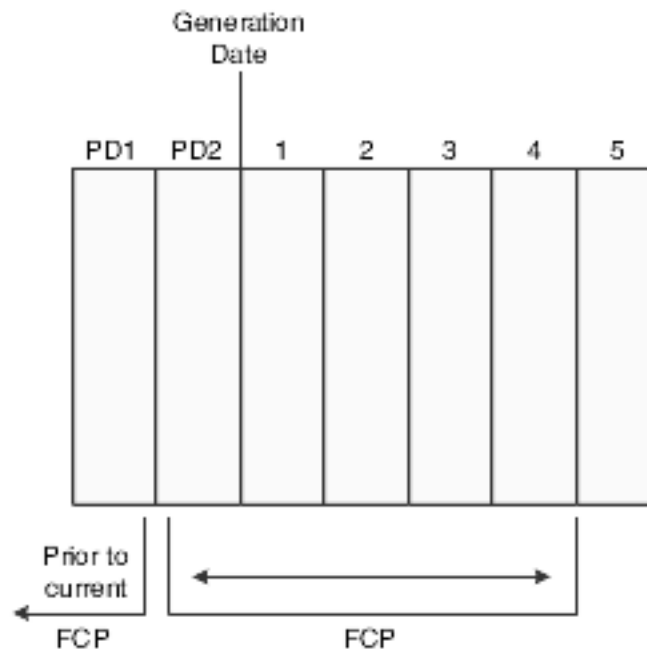 Generation
Date
PD1 PD2 1 2 3 4 5
Prior to
current
FCP FCP